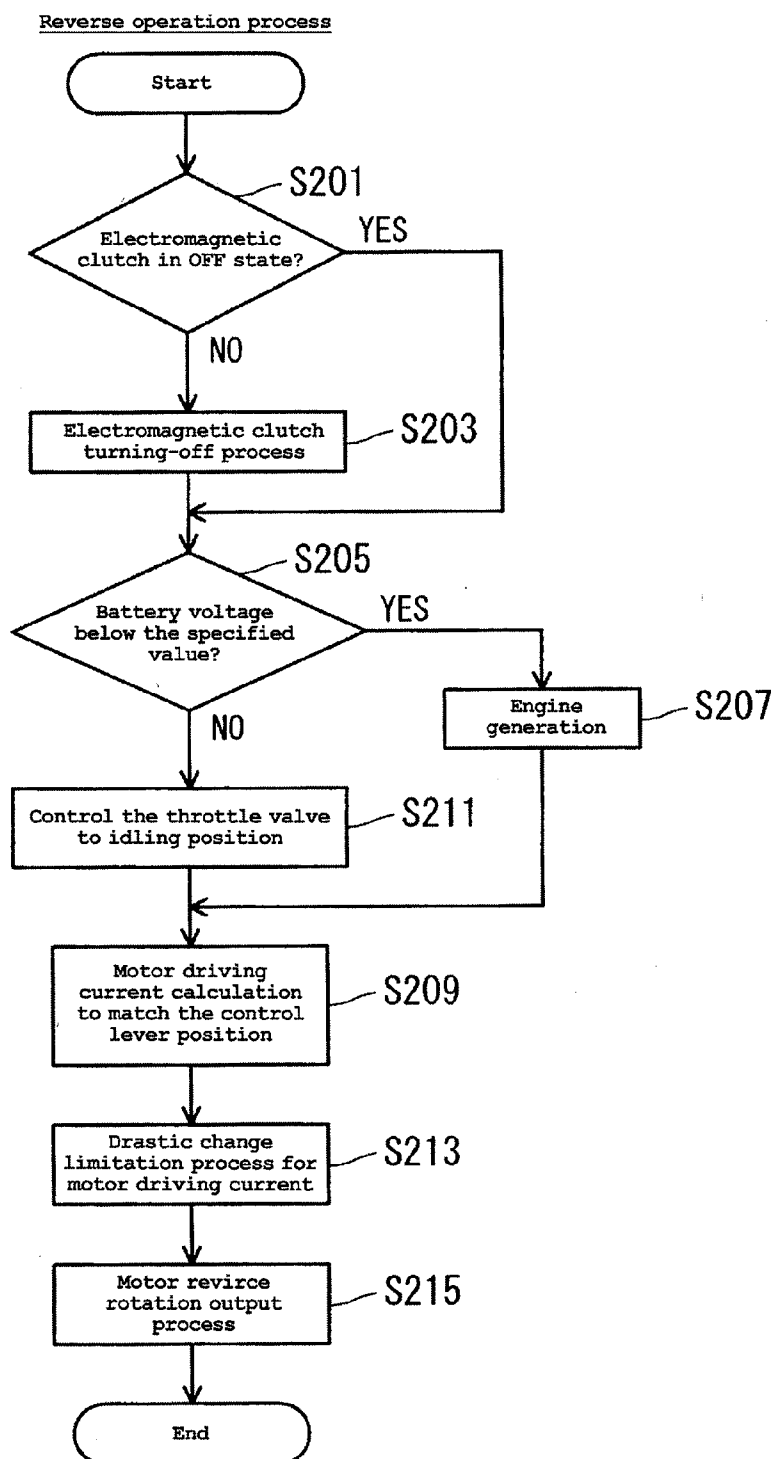 Reverse operation process
Start
S201
Electromagnetic
clutch in OFF state?
YES
NO
Electromagnetic clutch
turning-off process
S203
S205
Battery voltage
below the specified
value?
YES
NO
Engine
generation
S207
Control the throttle valve
to idling position
S211
Motor driving
current calculation
to match the control
lever position
S209
Drastic change
limitation process for
motor driving current
S213
Motor revirce
rotation output
process
S215
End